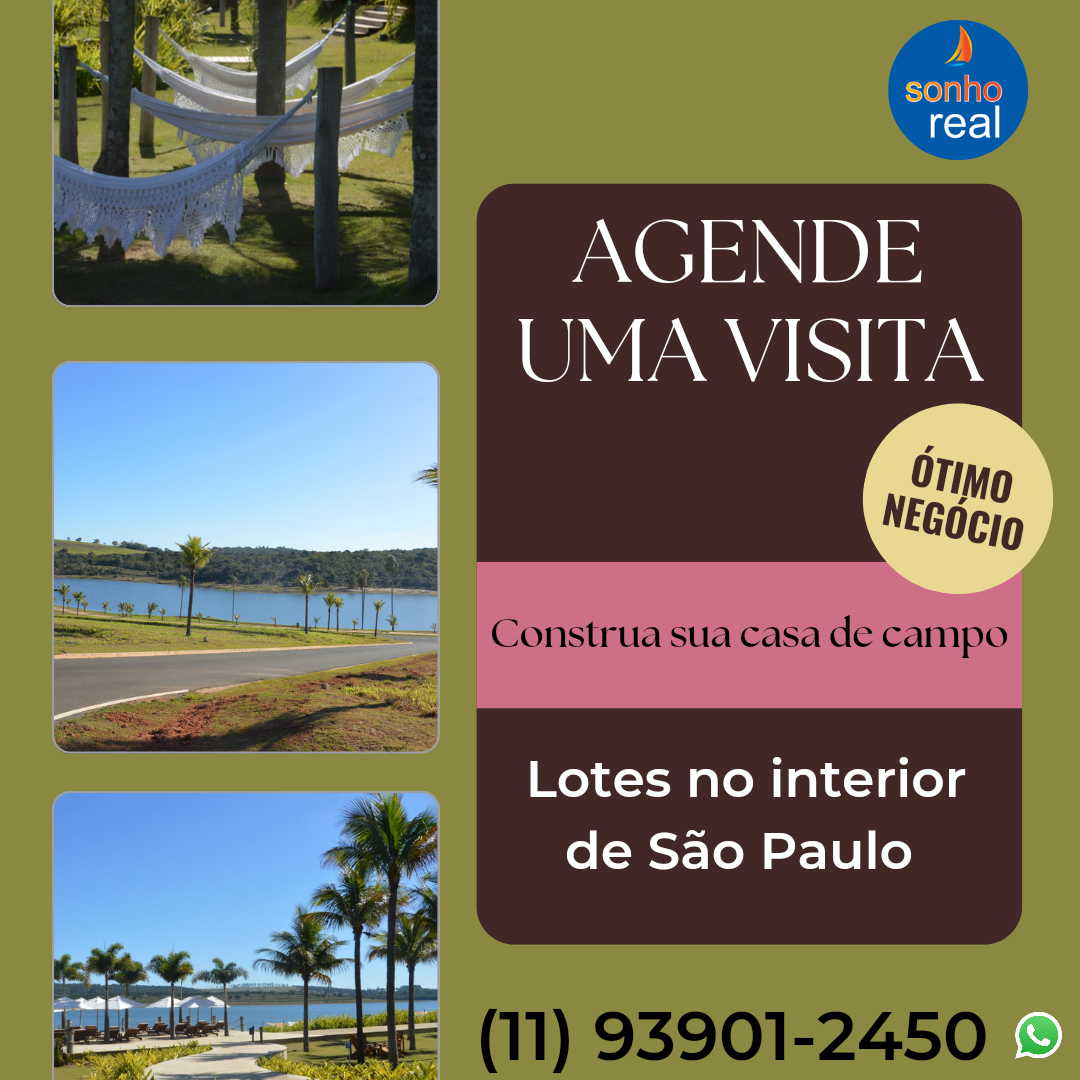 sonho
real
AGENDE
UMA VISITA
ÓTIMO
NEGÓCIO
Construa sua casa de campo
Lotes no interior
de São Paulo
(11) 93901-2450